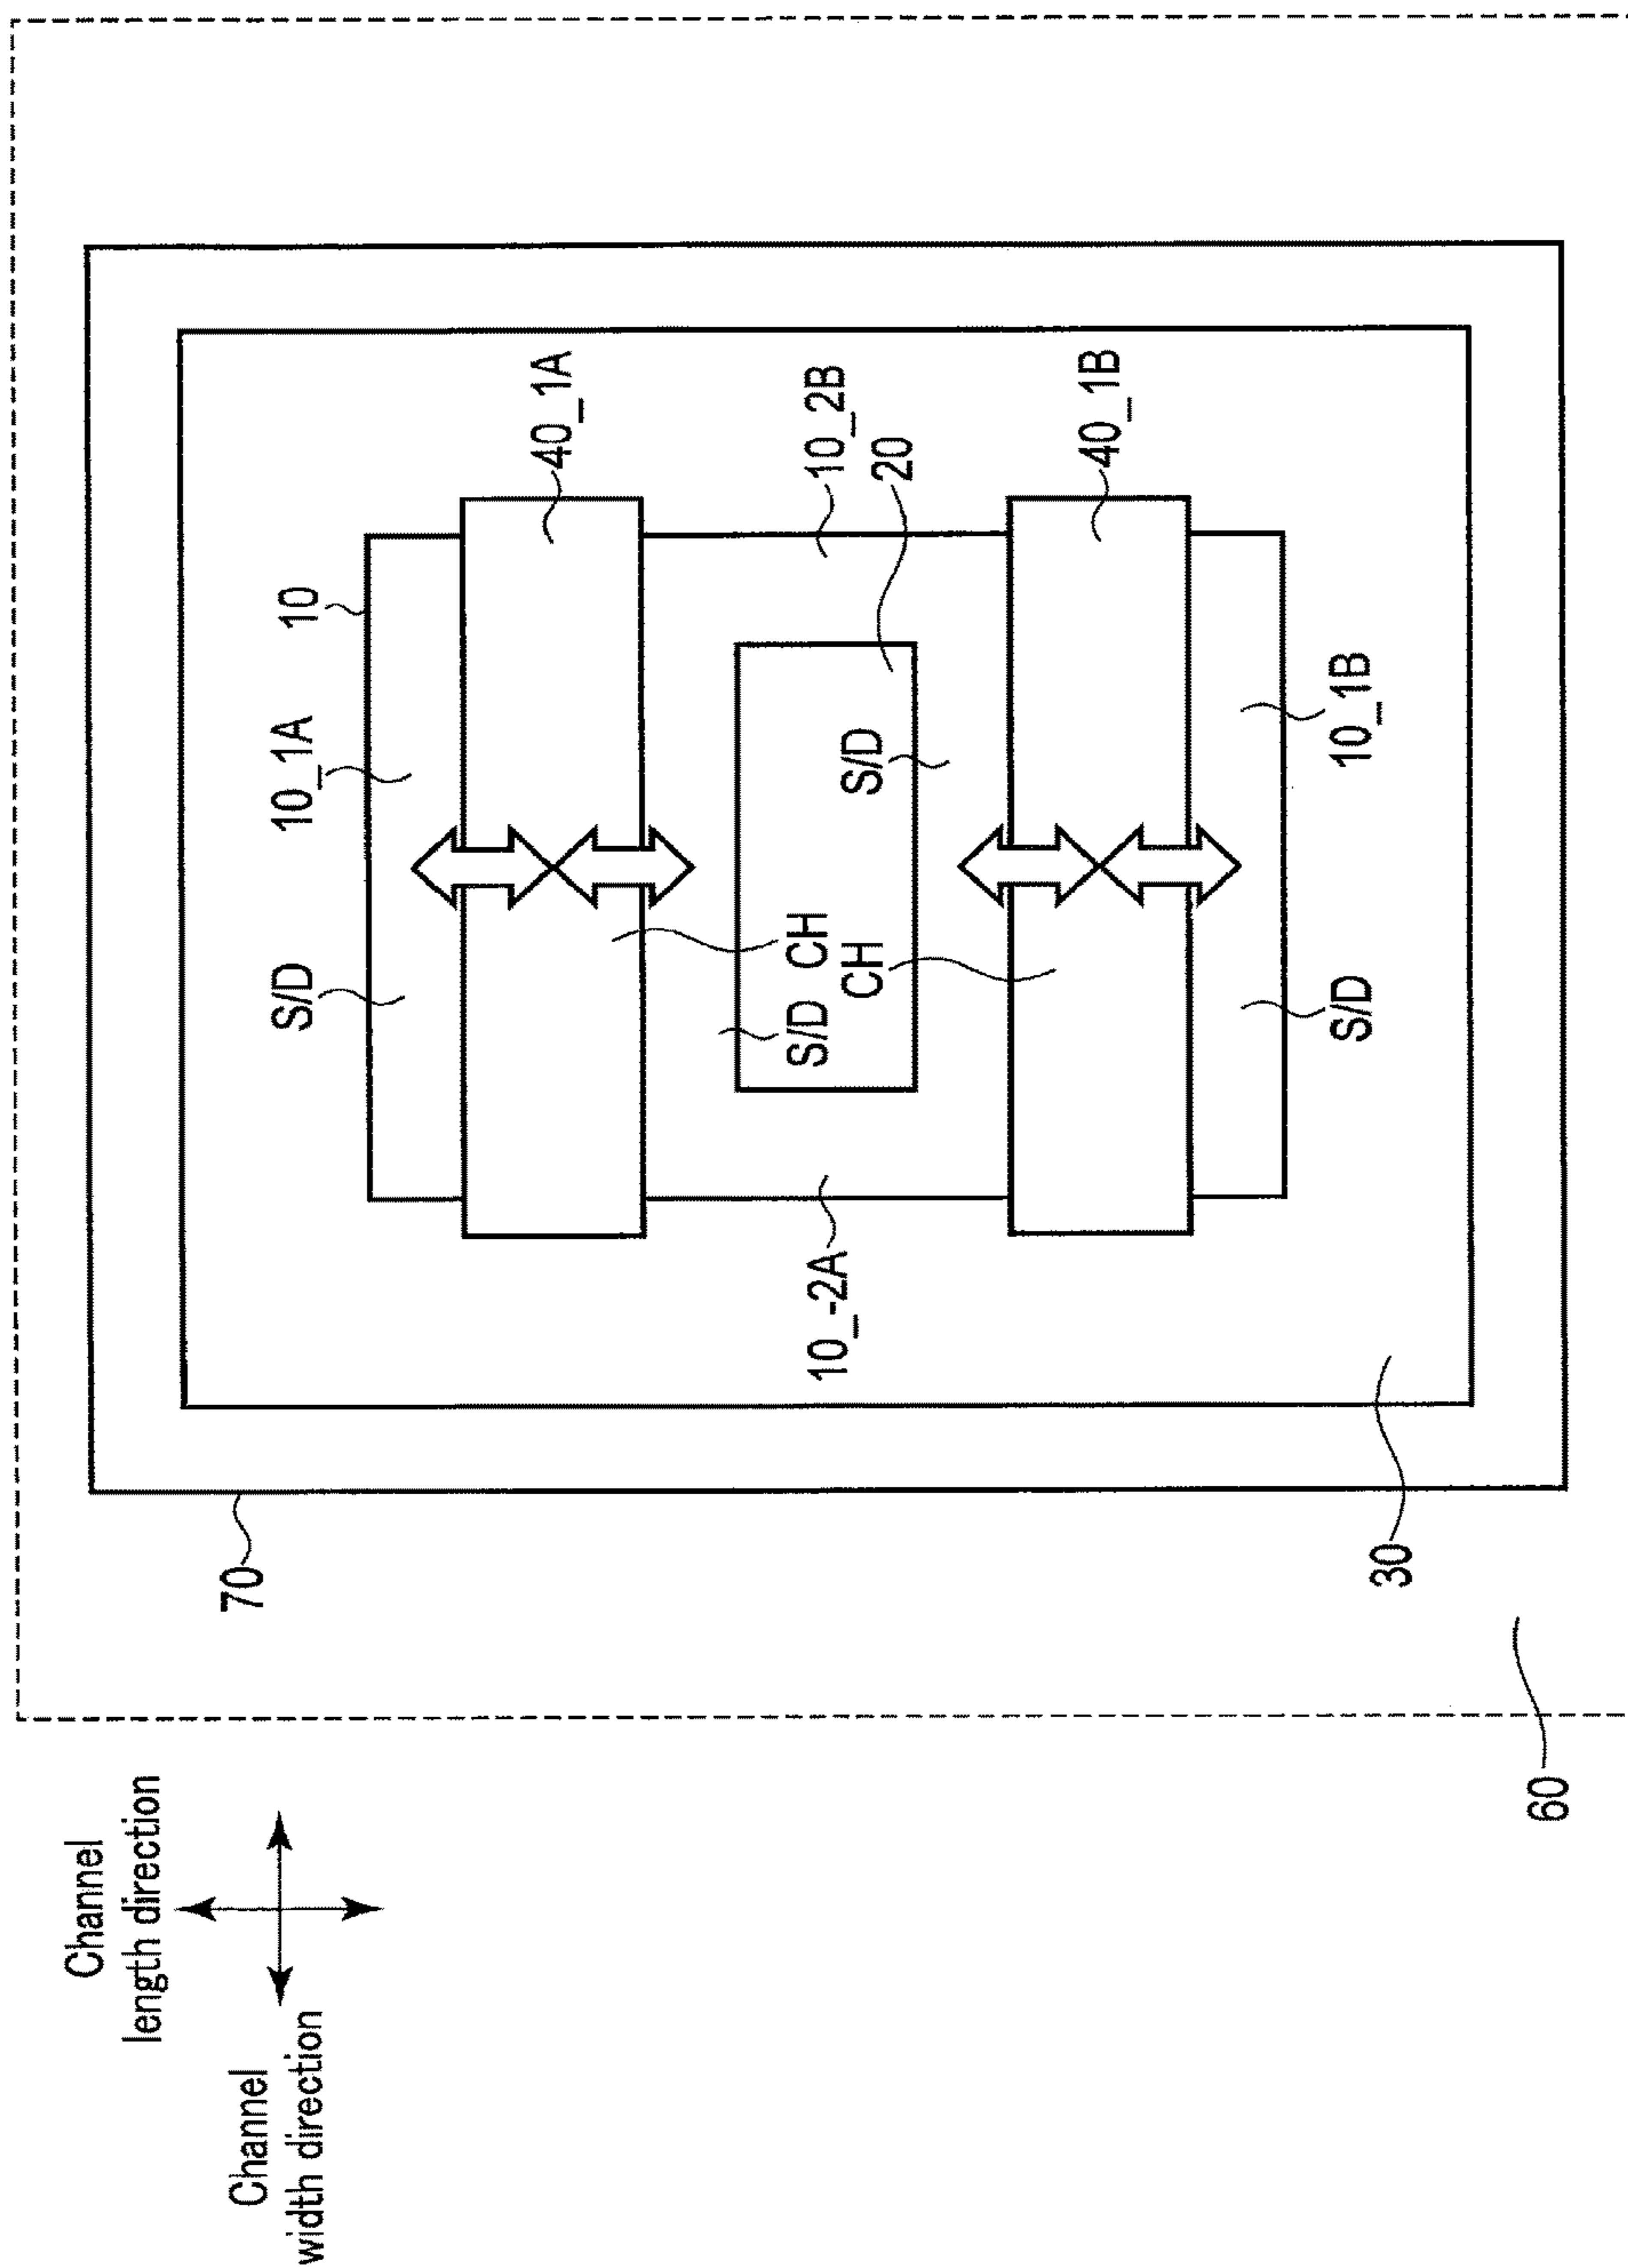 Channel
length direction
Channel
width direction
70
60
30
10
10_1A
S/D
40_1A
10_2B
20
S/D
CH
CH
S/D
10_-2A
40_1B
10_1B
S/D